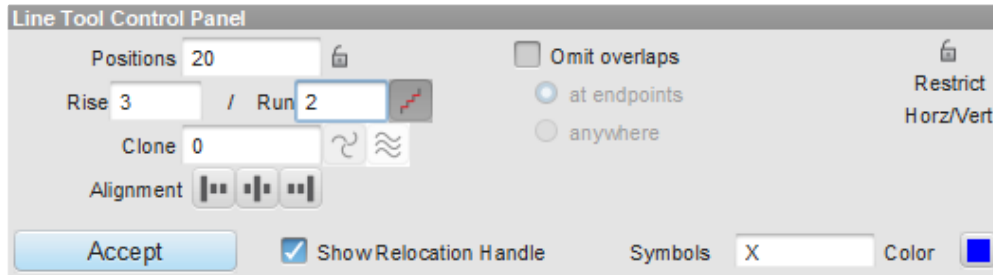 Line Tool Control Panel
Positions 20
Omit overlaps
Restrict
Rise 3 / Run 2
at endpoints
Horz/Vert
Clone 0
anywhere
Alignment
Accept
Show Relocation Handle
Symbols X
Color